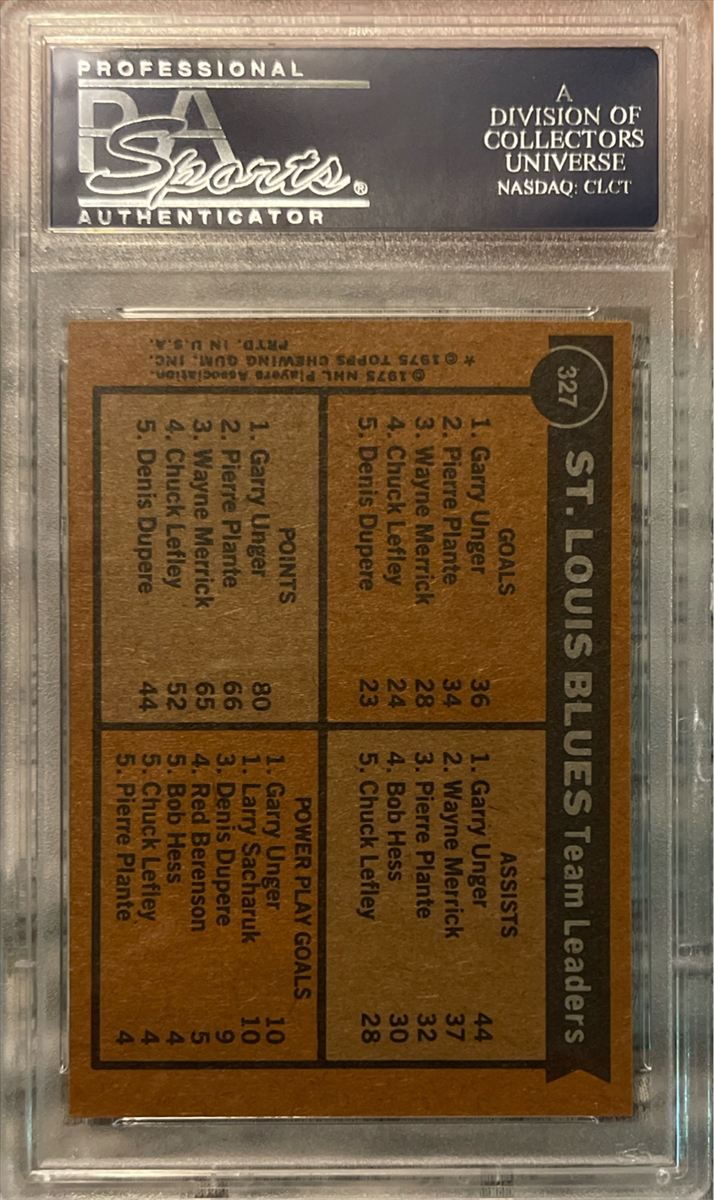 PROFESSIONAL
PSA
Sports®
AUTHENTICATOR
A
DIVISION OF
COLLECTORS
UNIVERSE
NASDAQ: CLCT
327
ST. LOUIS BLUES Team Leaders
GOALS
1. Garry Unger 36
2. Pierre Plante 34
3. Wayne Merrick 28
4. Chuck Lefley 24
5. Denis Dupere 23
ASSISTS
1. Garry Unger 44
2. Wayne Merrick 37
3. Pierre Plante 32
4. Bob Hess 30
5. Chuck Lefley 28
POINTS
1. Garry Unger 80
2. Pierre Plante 66
3. Wayne Merrick 65
4. Chuck Lefley 52
5. Denis Dupere 44
POWER PLAY GOALS
1. Garry Unger 10
1. Larry Sacharuk 10
3. Denis Dupere 9
4. Red Berenson 5
5. Bob Hess 4
5. Chuck Lefley 4
5. Pierre Plante 4
© 1975 NHL Players Association.
* © 1975 TOPPS CHEWING GUM, INC.
PRTD. IN U.S.A.